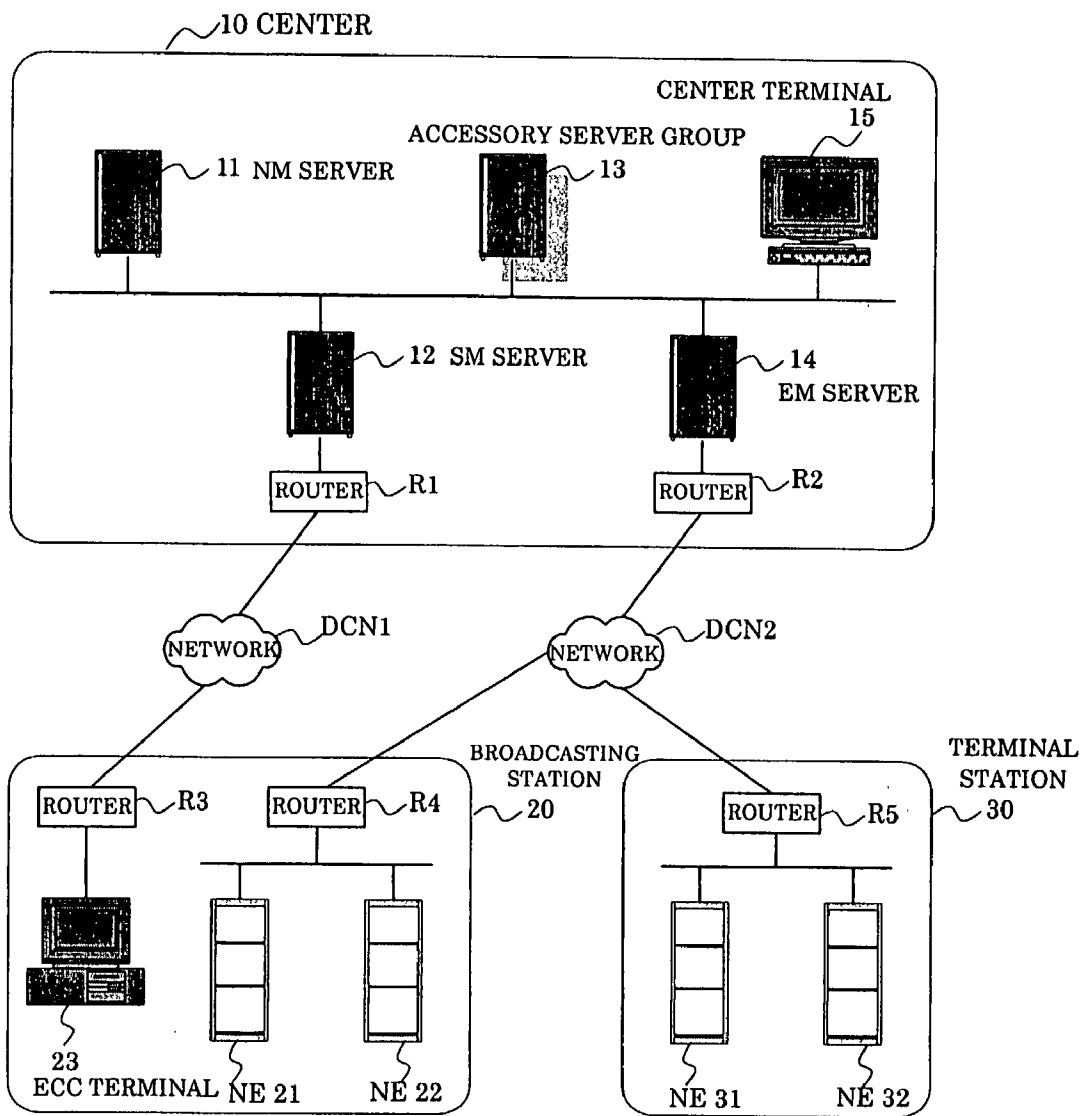 10 CENTER
CENTER TERMINAL
15
ACCESSORY SERVER GROUP
11 NM SERVER
13
12 SM SERVER
14
EM SERVER
ROUTER
R1
ROUTER
R2
NETWORK
DCN1
NETWORK
DCN2
BROADCASTING
STATION
20
TERMINAL
STATION
30
ROUTER
R3
ROUTER
R4
ROUTER
R5
23
ECC TERMINAL
NE 21
NE 22
NE 31
NE 32